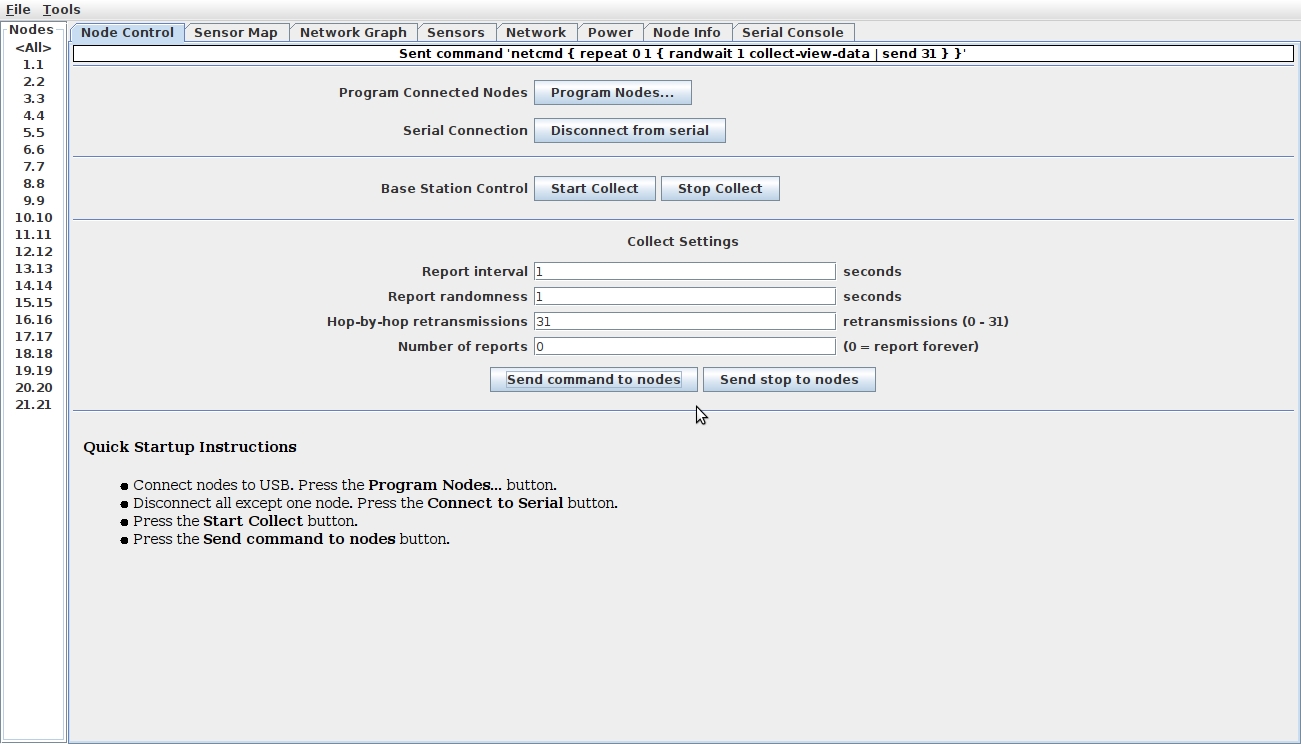 File Tools
Nodes
<All>
1.1
2.2
3.3
4.4
5.5
6.6
7.7
8.8
9.9
10.10
11.11
12.12
13.13
14.14
15.15
16.16
17.17
18.18
19.19
20.20
21.21
Node Control Sensor Map Network Graph Sensors Network Power Node Info Serial Console
Sent command 'netcmd { repeat 0 1 { randwait 1 collect-view-data | send 31 } }'
Program Connected Nodes Program Nodes...
Serial Connection Disconnect from serial
Base Station Control Start Collect Stop Collect
Collect Settings
Report interval 1 seconds
Report randomness 1 seconds
Hop-by-hop retransmissions 31 retransmissions (0 - 31)
Number of reports 0 (0 = report forever)
Send command to nodes Send stop to nodes
Quick Startup Instructions
● Connect nodes to USB. Press the Program Nodes... button.
● Disconnect all except one node. Press the Connect to Serial button.
● Press the Start Collect button.
● Press the Send command to nodes button.